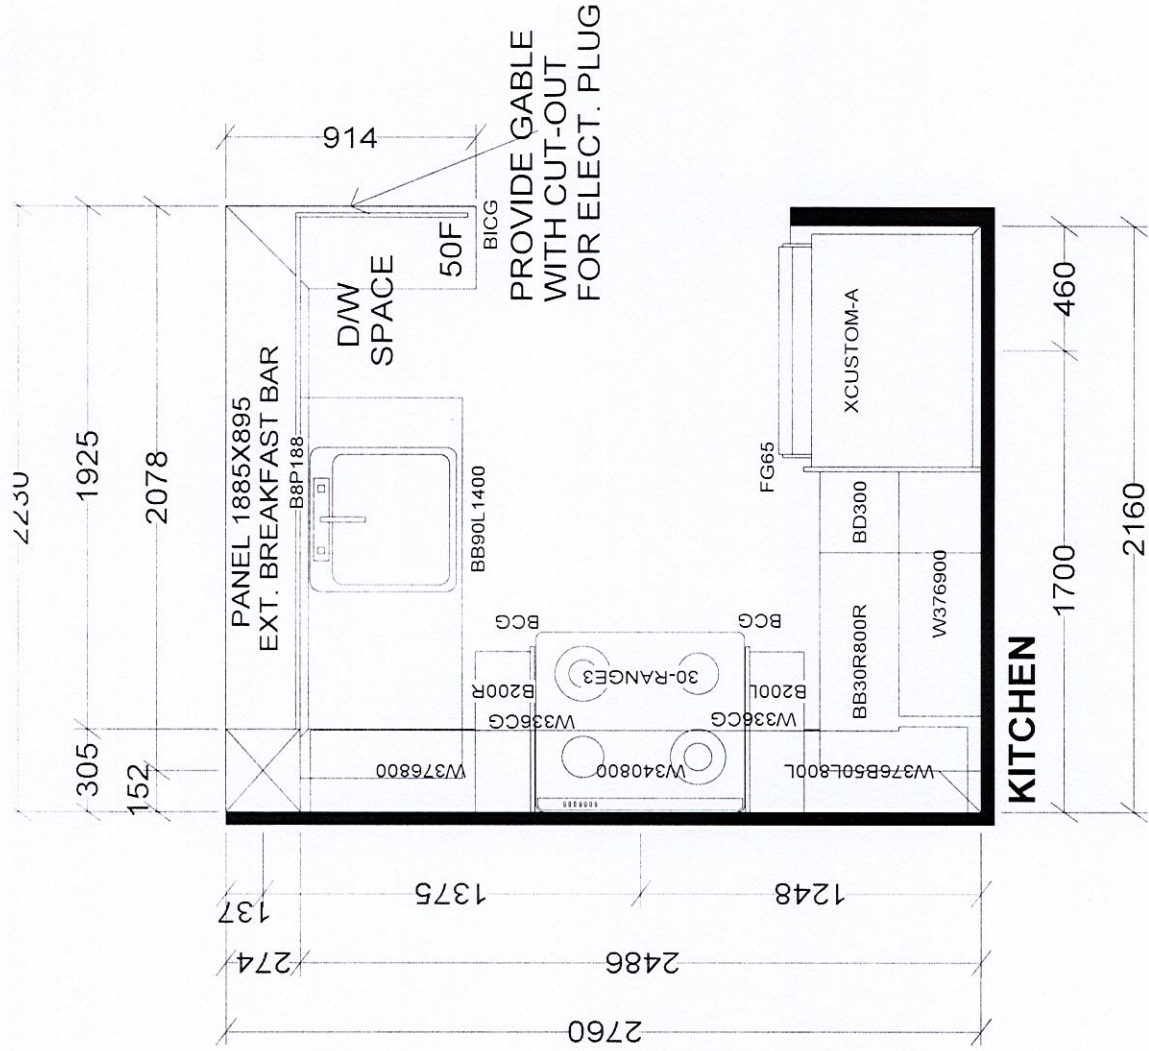 2230
1925
2078
305
152
914
PANEL 1885X895
EXT. BREAKFAST BAR
B8P188
D/W
SPACE
50F
BICG
PROVIDE GABLE
WITH CUT-OUT
FOR ELECT. PLUG
BB90L1400
BCG
B200R
W336CG
W376800
30-RANGE3
W340800
BCG
B200L
W336CG
W376B50L800L
FG65
XCUSTOM-A
BD300
BB30R800R
W376900
KITCHEN
460
1700
2160
137
1375
1248
274
2486
2760